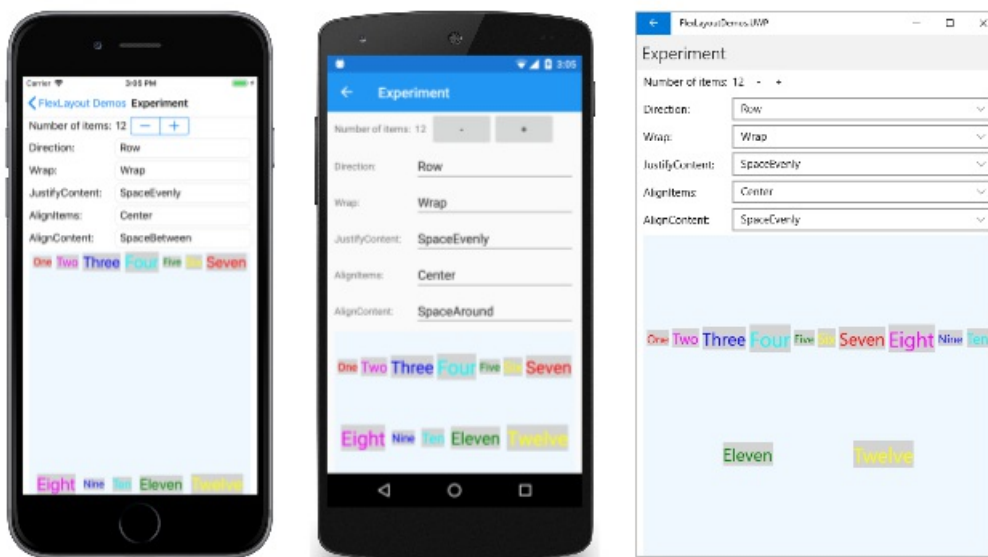 Carrier 3:05 PM
FlexLayout Demos Experiment
Number of items: 12 - +
Direction: Row
Wrap: Wrap
JustifyContent: SpaceEvenly
AlignItems: Center
AlignContent: SpaceBetween
One Two Three Four Five Six Seven
Eight Nine Ten Eleven Twelve
3:05
Experiment
Number of items: 12 - +
Direction: Row
Wrap: Wrap
JustifyContent: SpaceEvenly
AlignItems: Center
AlignContent: SpaceAround
One Two Three Four Five Six Seven
Eight Nine Ten Eleven Twelve
FlexLayoutDemos.UWP
Experiment
Number of items: 12 - +
Direction: Row
Wrap: Wrap
JustifyContent: SpaceEvenly
AlignItems: Center
AlignContent: SpaceEvenly
One Two Three Four Five Six Seven Eight Nine Ten
Eleven Twelve